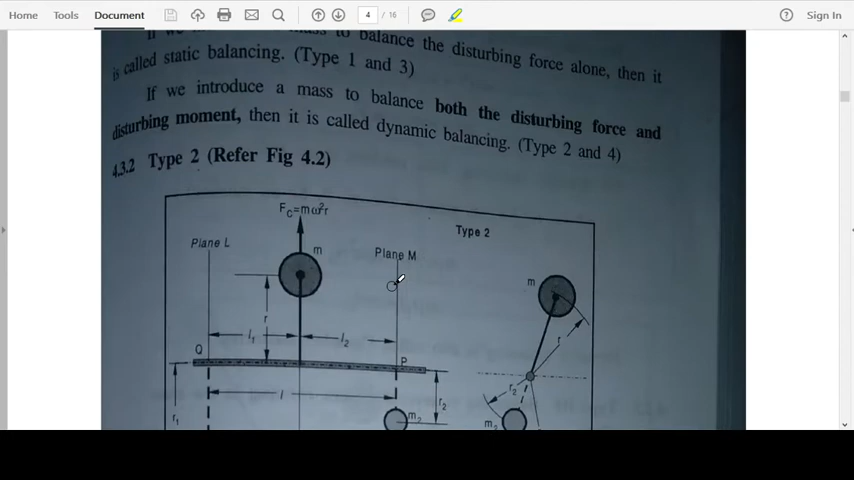 Home Tools Document 4 / 16 Sign In
to balance the disturbing force alone, then it
is called static balancing. (Type 1 and 3)
If we introduce a mass to balance both the disturbing force and
disturbing moment, then it is called dynamic balancing. (Type 2 and 4)
4.3.2 Type 2 (Refer Fig 4.2)
Fc=mω²r
Type 2
Plane L
m
Plane M
m
r
l1
l2
r
Q
P
r2
l
r2
r1
m2
m2